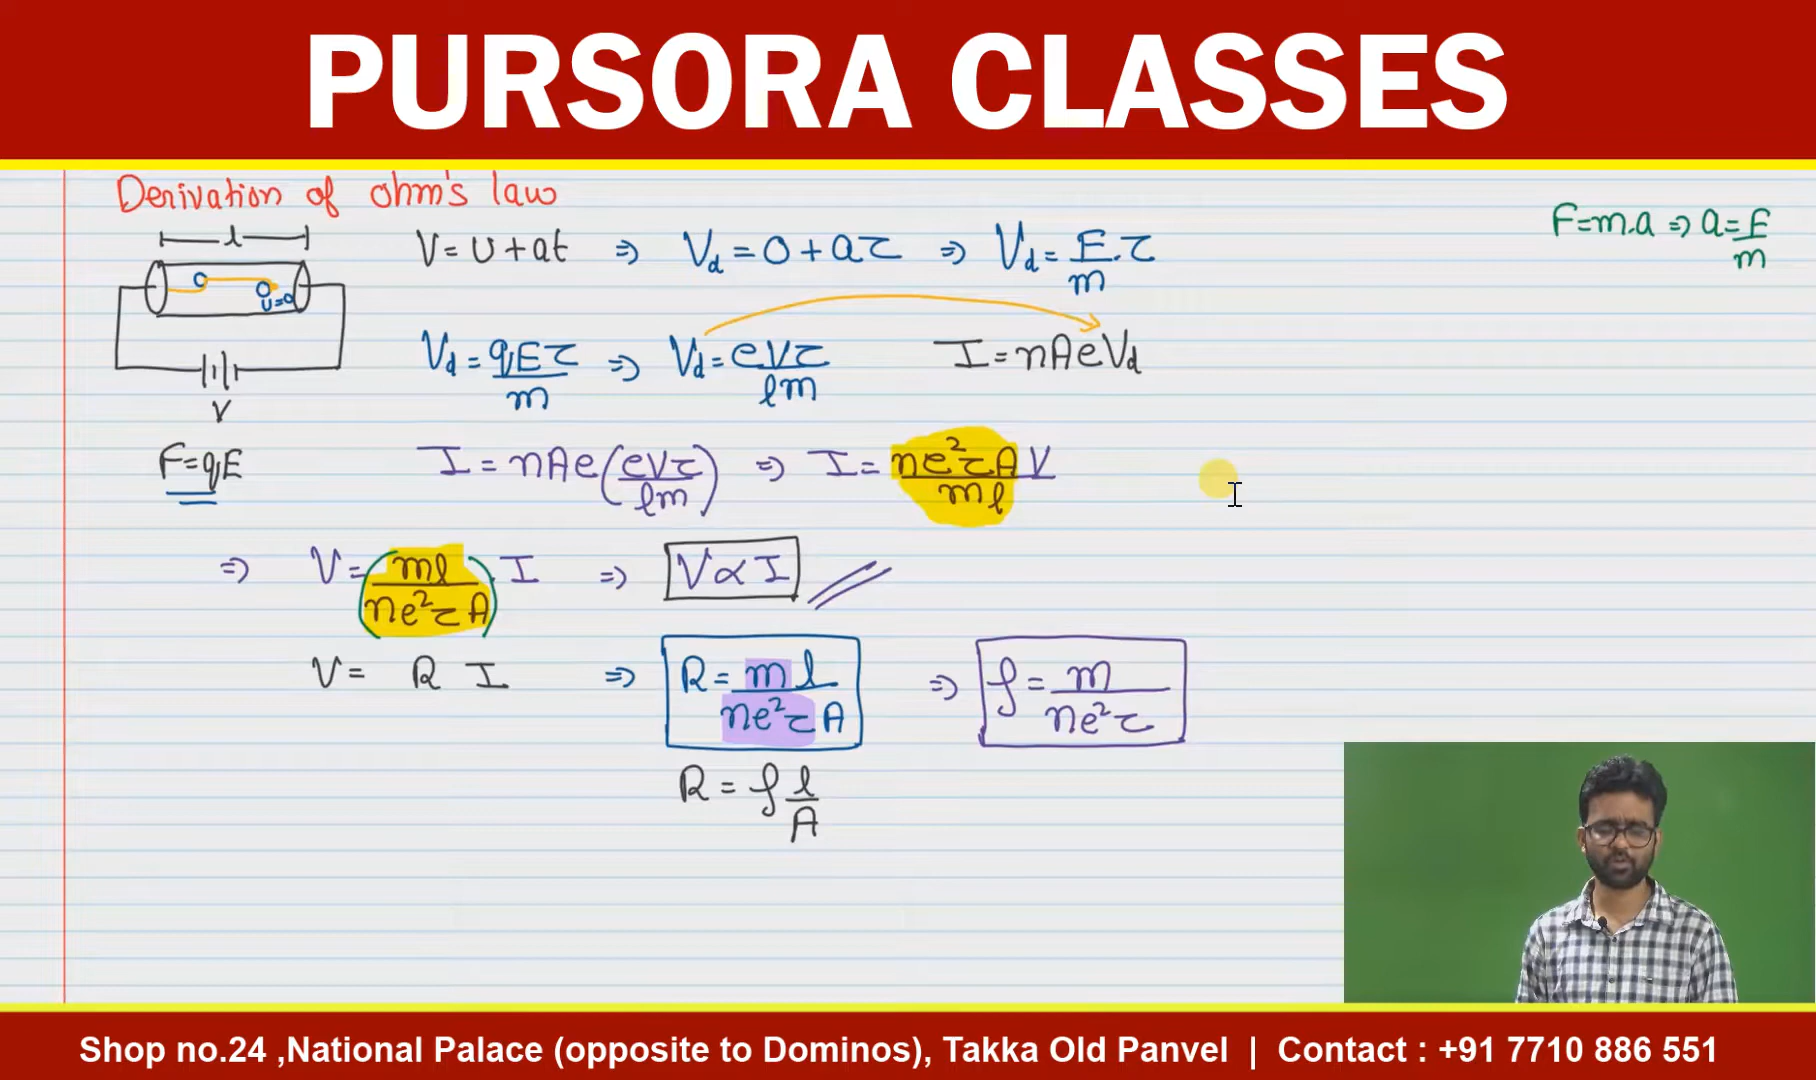 PURSORA CLASSES
Derivation of ohm's law
F=m.a ⇒ a=F/m
l
V=U+at ⇒ Vd=O+aτ ⇒ Vd=F/m.τ
U=0
V
Vd=qEτ/m ⇒ Vd=eVτ/lm I=nAeVd
F=qE
I=nAe(eVτ/lm) ⇒ I=ne²τAV/ml
⇒ V=(ml/ne²τA).I ⇒ V∝I
V= R I ⇒ R=ml/ne²τA ⇒ ρ=m/ne²τ
R=ρl/A
Shop no.24 ,National Palace (opposite to Dominos), Takka Old Panvel | Contact : +91 7710 886 551